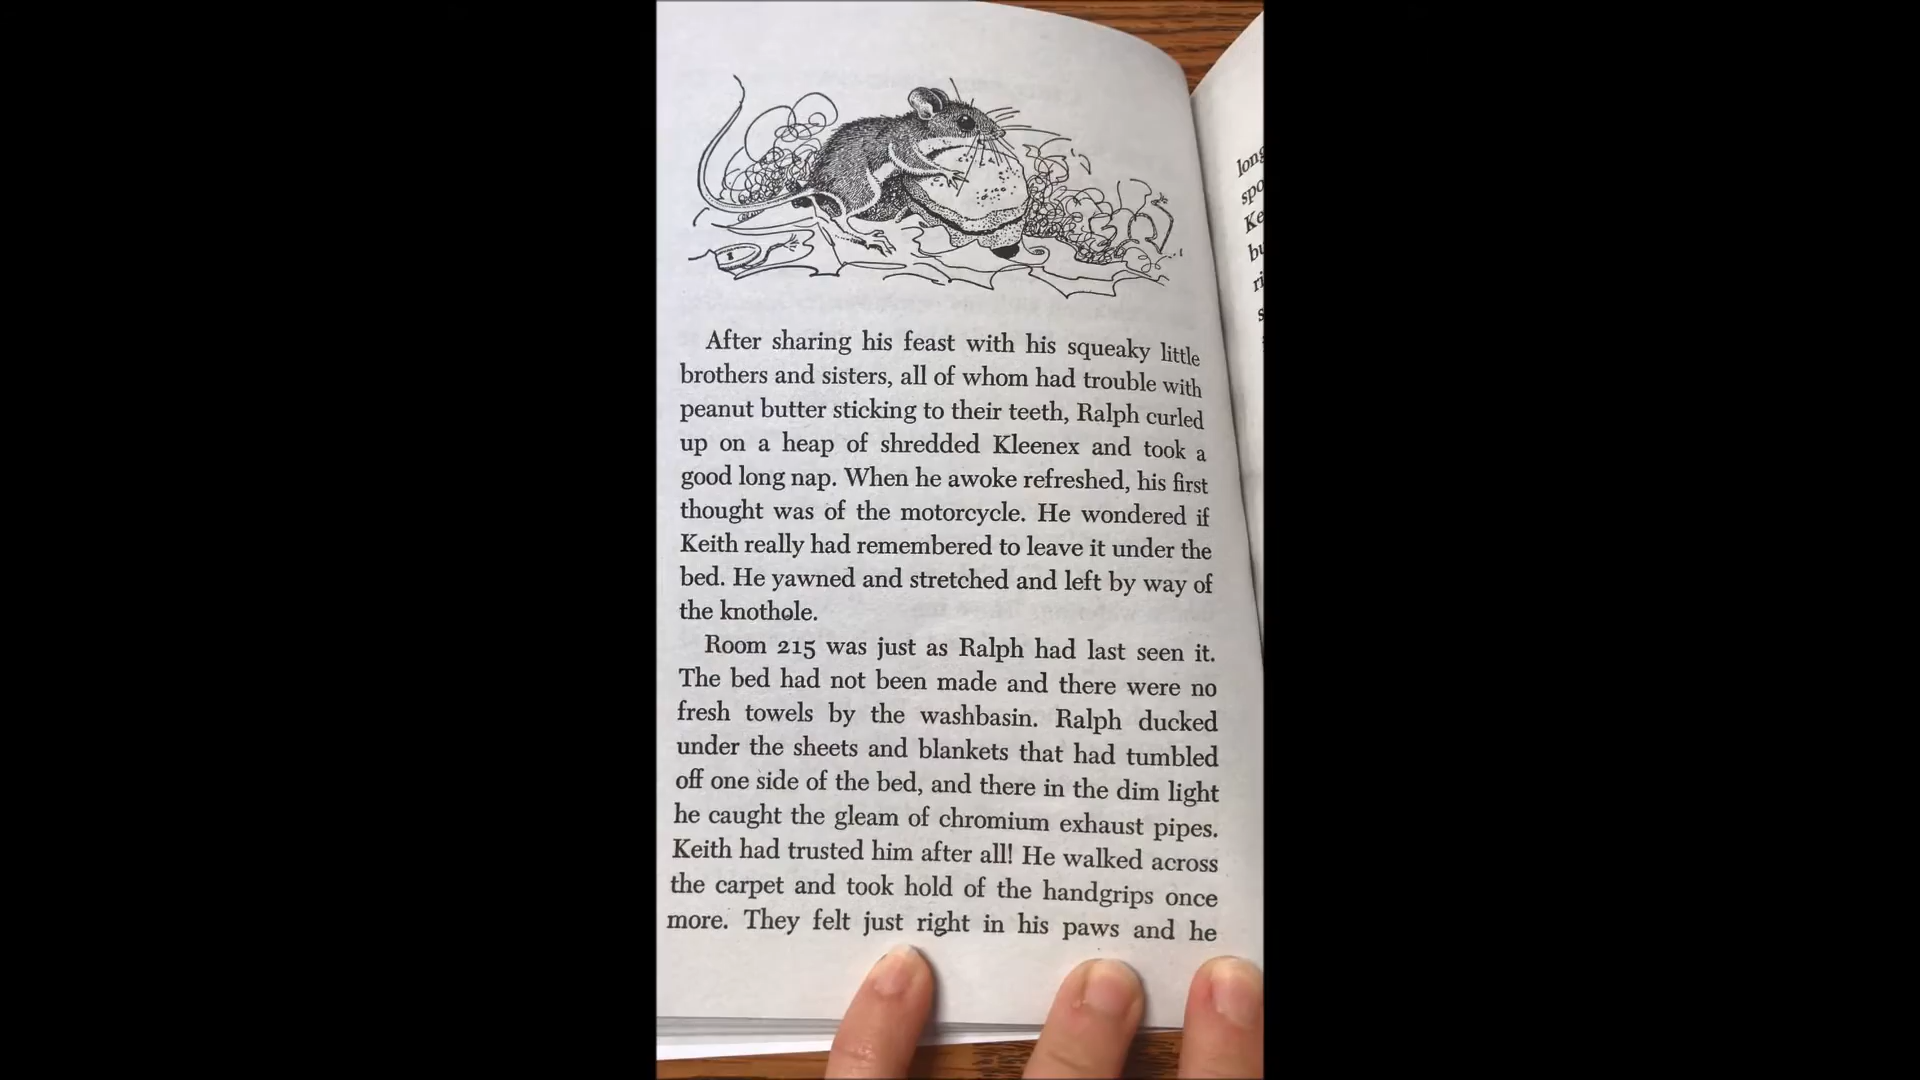 After sharing his feast with his squeaky little
brothers and sisters, all of whom had trouble with
peanut butter sticking to their teeth, Ralph curled
up on a heap of shredded Kleenex and took a
good long nap. When he awoke refreshed, his first
thought was of the motorcycle. He wondered if
Keith really had remembered to leave it under the
bed. He yawned and stretched and left by way of
the knothole.
Room 215 was just as Ralph had last seen it.
The bed had not been made and there were no
fresh towels by the washbasin. Ralph ducked
under the sheets and blankets that had tumbled
off one side of the bed, and there in the dim light
he caught the gleam of chromium exhaust pipes.
Keith had trusted him after all! He walked across
the carpet and took hold of the handgrips once
more. They felt just right in his paws and he